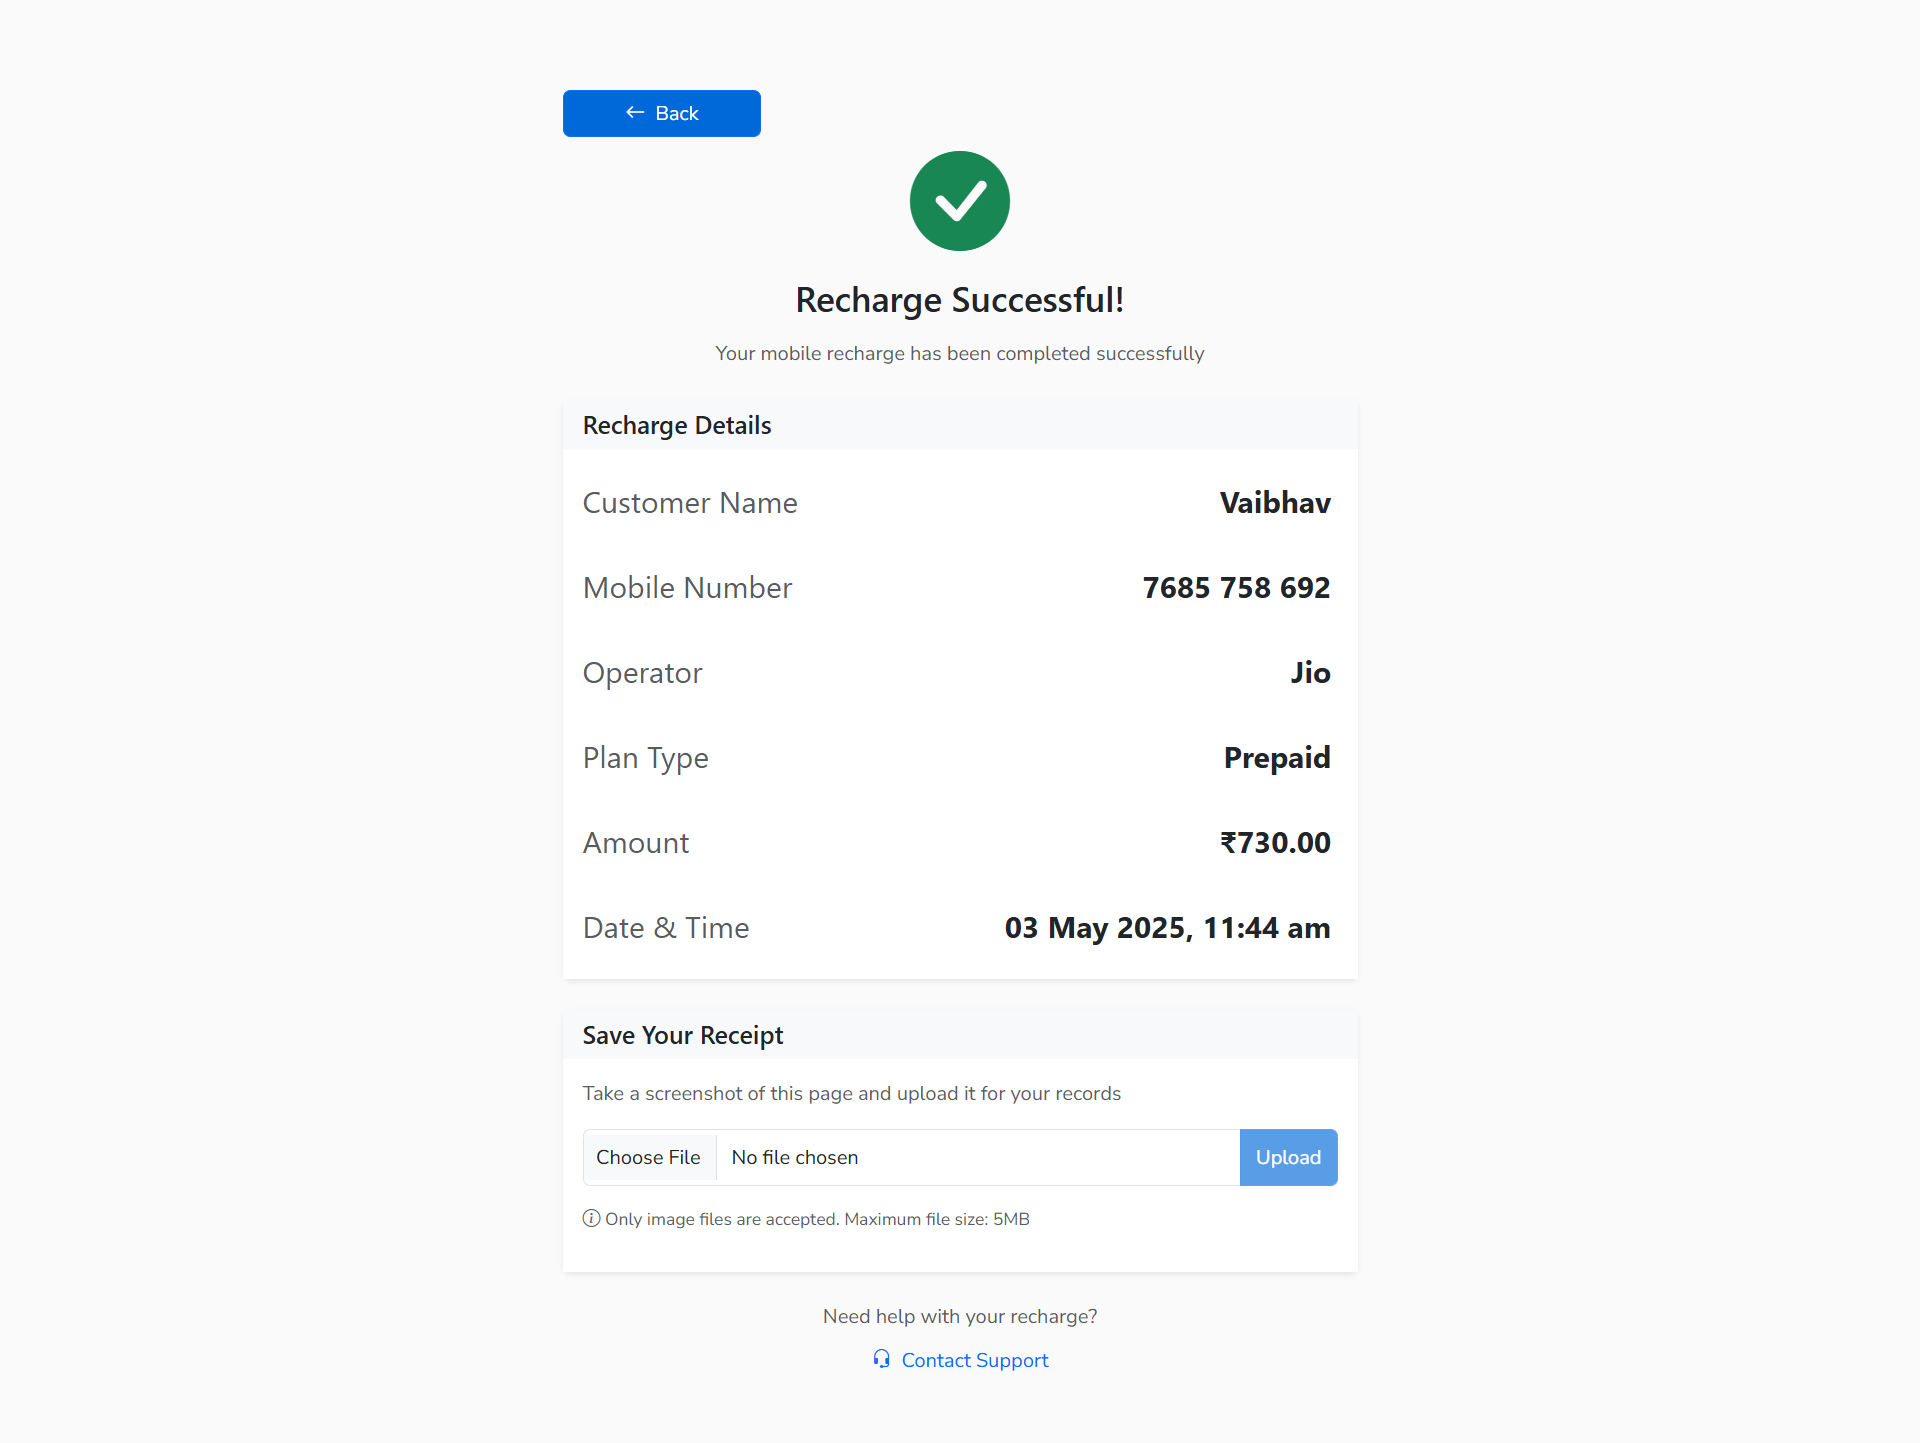 Back
Recharge Successful!
Your mobile recharge has been completed successfully
Recharge Details
Customer Name Vaibhav
Mobile Number 7685 758 692
Operator Jio
Plan Type Prepaid
Amount ₹730.00
Date & Time 03 May 2025, 11:44 am
Save Your Receipt
Take a screenshot of this page and upload it for your records
Choose File No file chosen Upload
Only image files are accepted. Maximum file size: 5MB
Need help with your recharge?
Contact Support